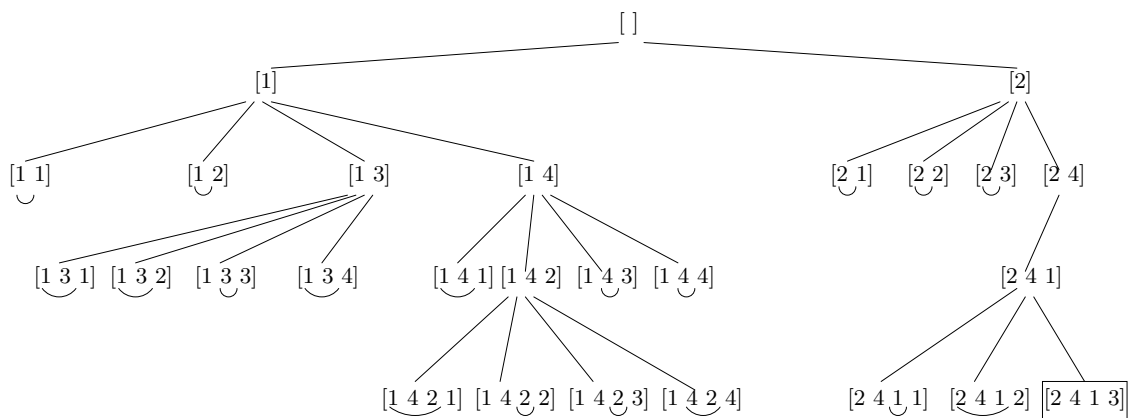 [ ]
[1] [2]
[1 1] [1 2] [1 3] [1 4] [2 1] [2 2] [2 3] [2 4]
[1 3 1] [1 3 2] [1 3 3] [1 3 4] [1 4 1] [1 4 2] [1 4 3] [1 4 4] [2 4 1]
[1 4 2 1] [1 4 2 2] [1 4 2 3] [1 4 2 4] [2 4 1 1] [2 4 1 2] [2 4 1 3]